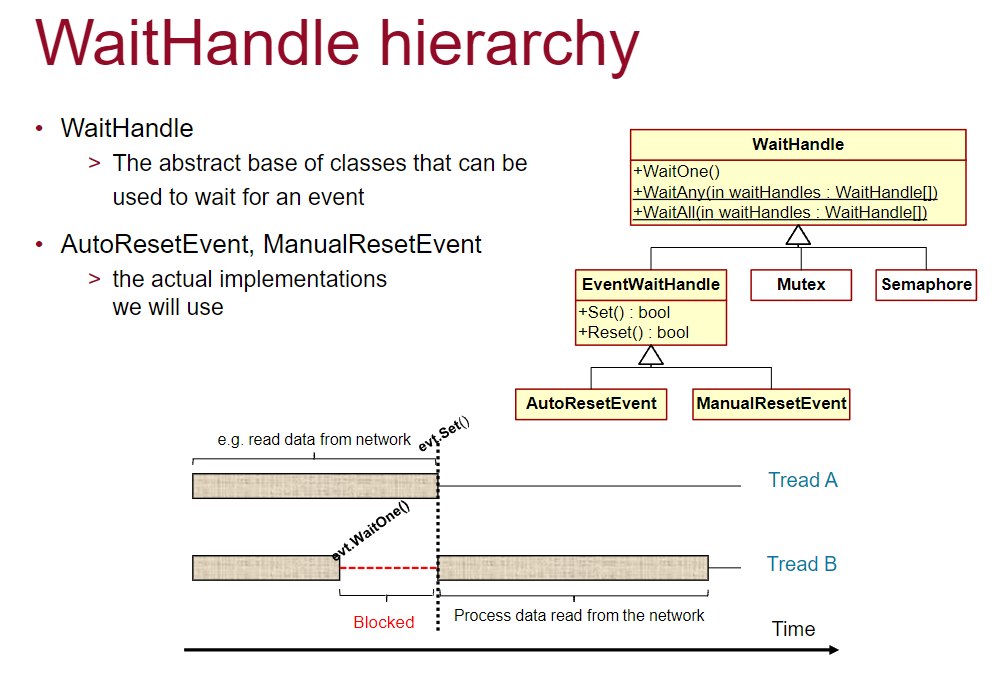 WaitHandle hierarchy
• WaitHandle
> The abstract base of classes that can be
used to wait for an event
• AutoResetEvent, ManualResetEvent
> the actual implementations
we will use
WaitHandle
+WaitOne()
+WaitAny(in waitHandles : WaitHandle[])
+WaitAll(in waitHandles : WaitHandle[])
EventWaitHandle
+Set() : bool
+Reset() : bool
Mutex
Semaphore
AutoResetEvent
ManualResetEvent
e.g. read data from network
evt.Set()
Tread A
evt.WaitOne()
Tread B
Blocked
Process data read from the network
Time